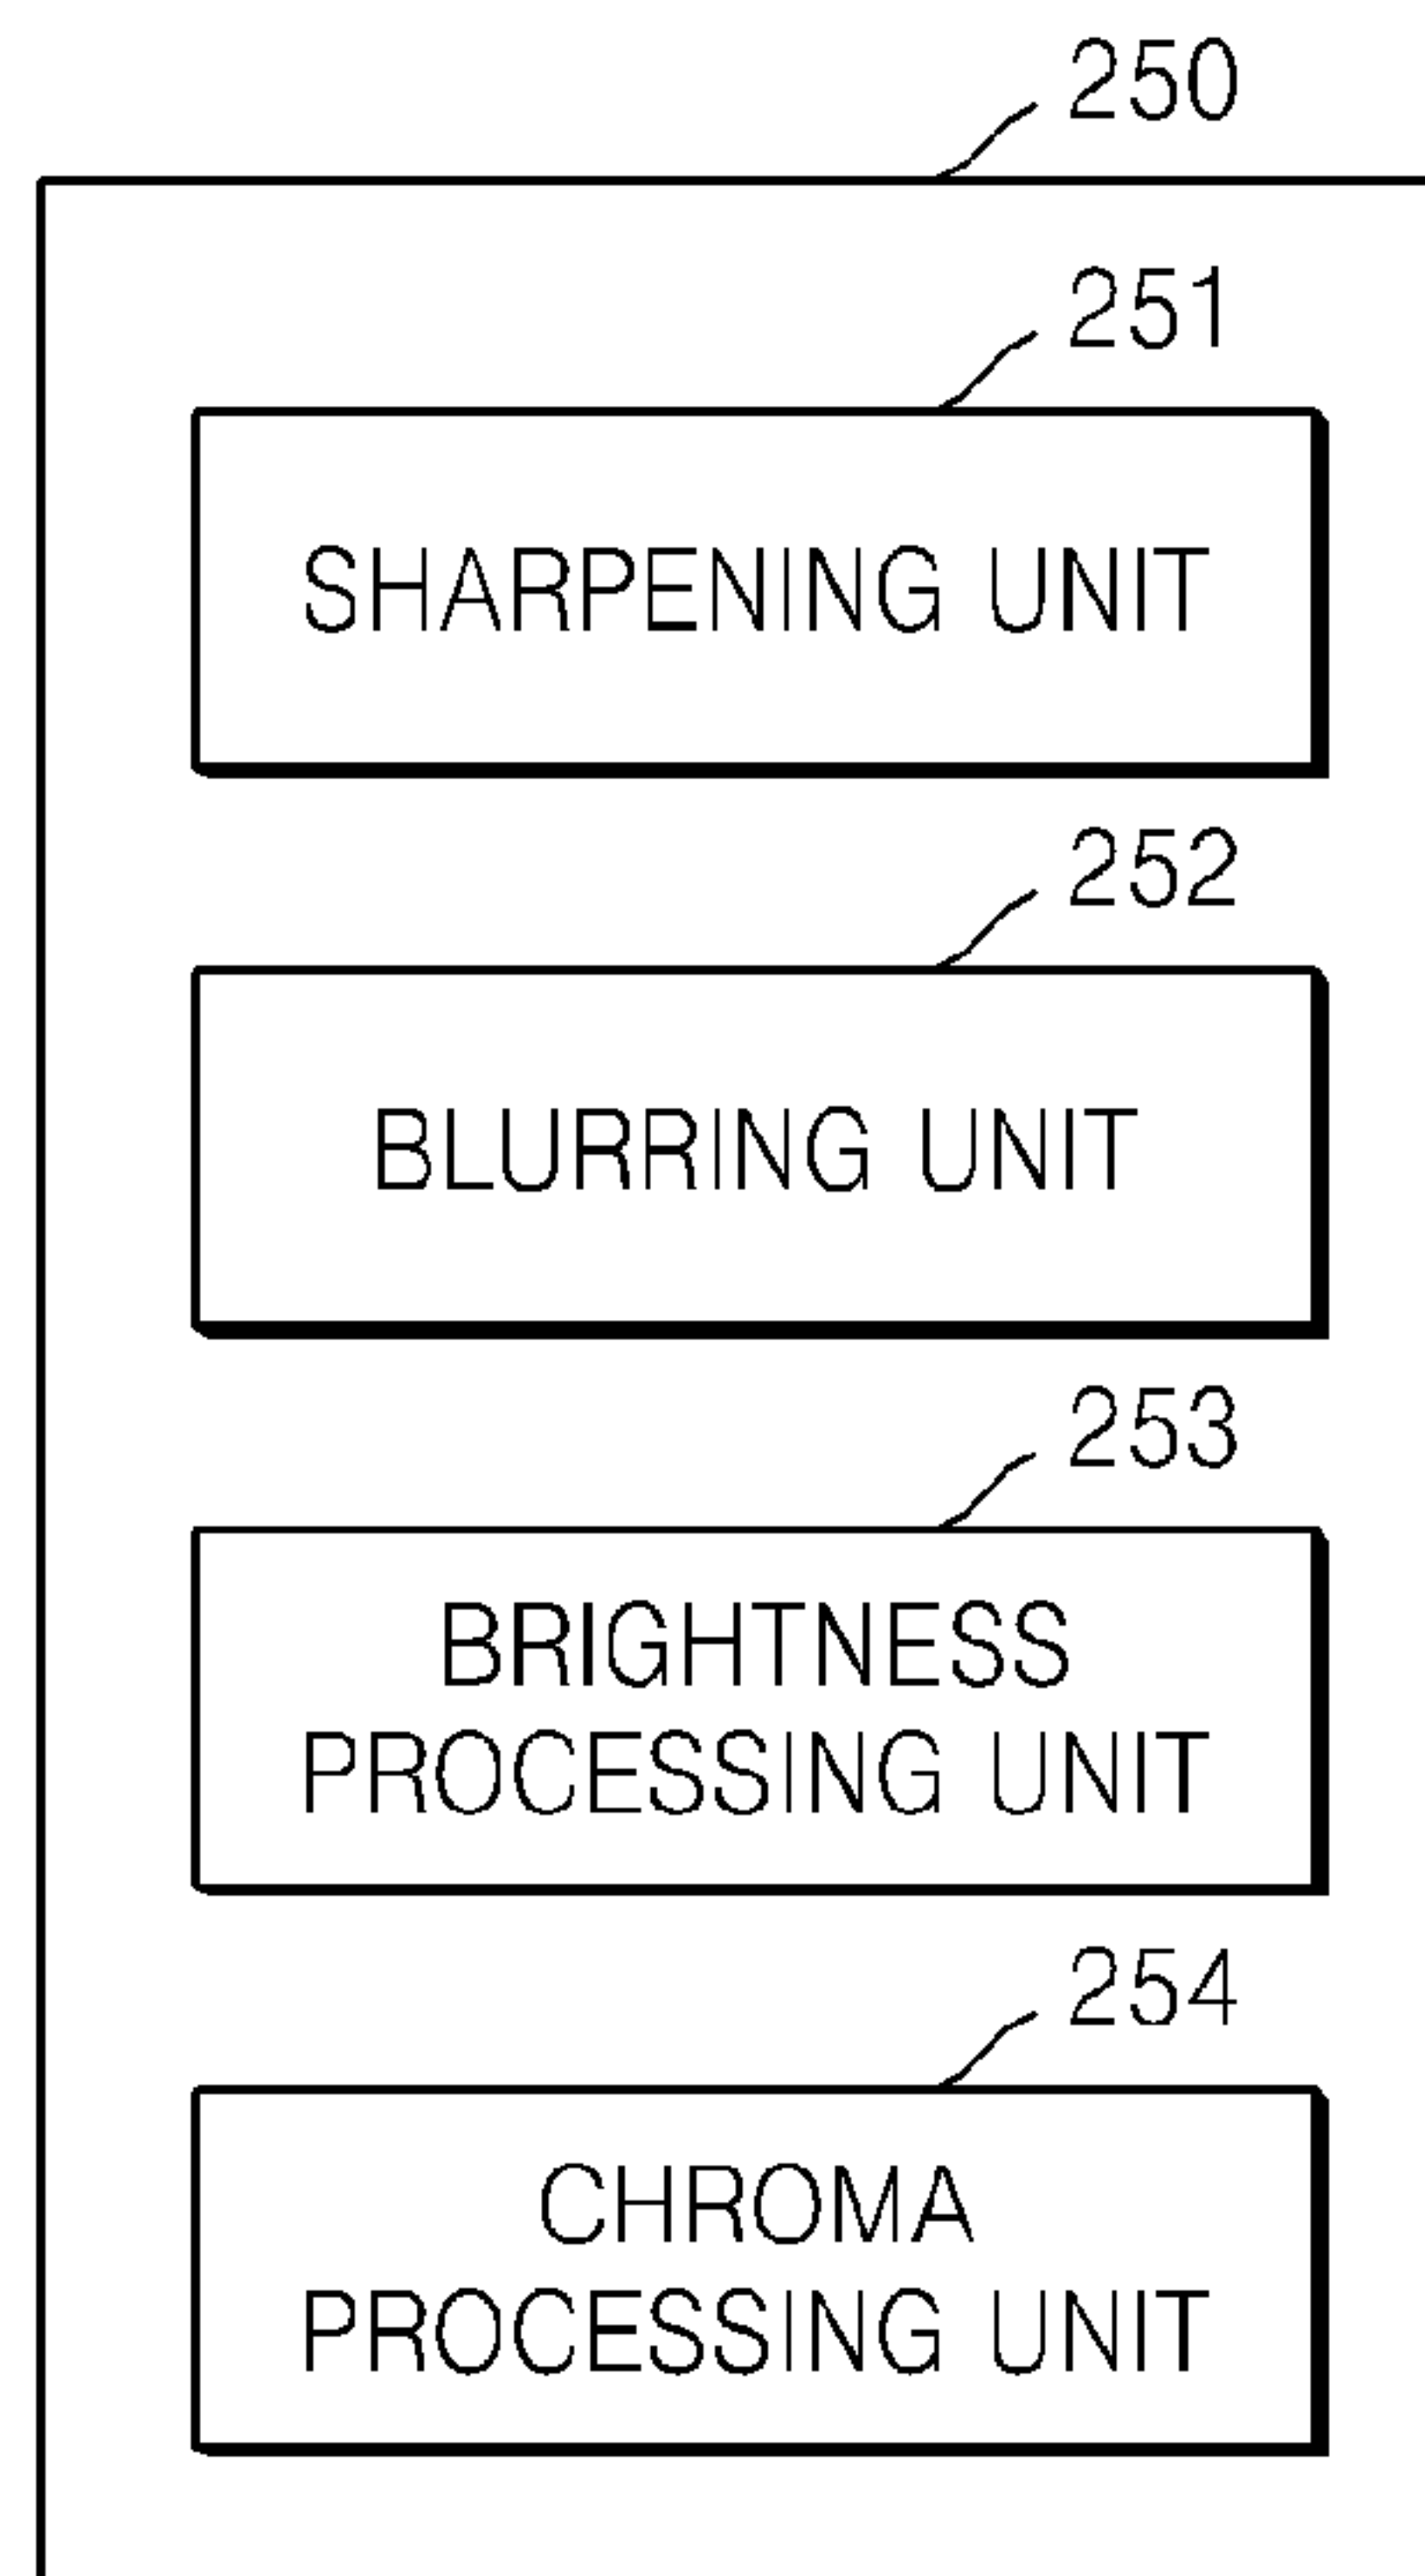 250
251
SHARPENING UNIT
252
BLURRING UNIT
253
BRIGHTNESS
PROCESSING UNIT
254
CHROMA
PROCESSING UNIT